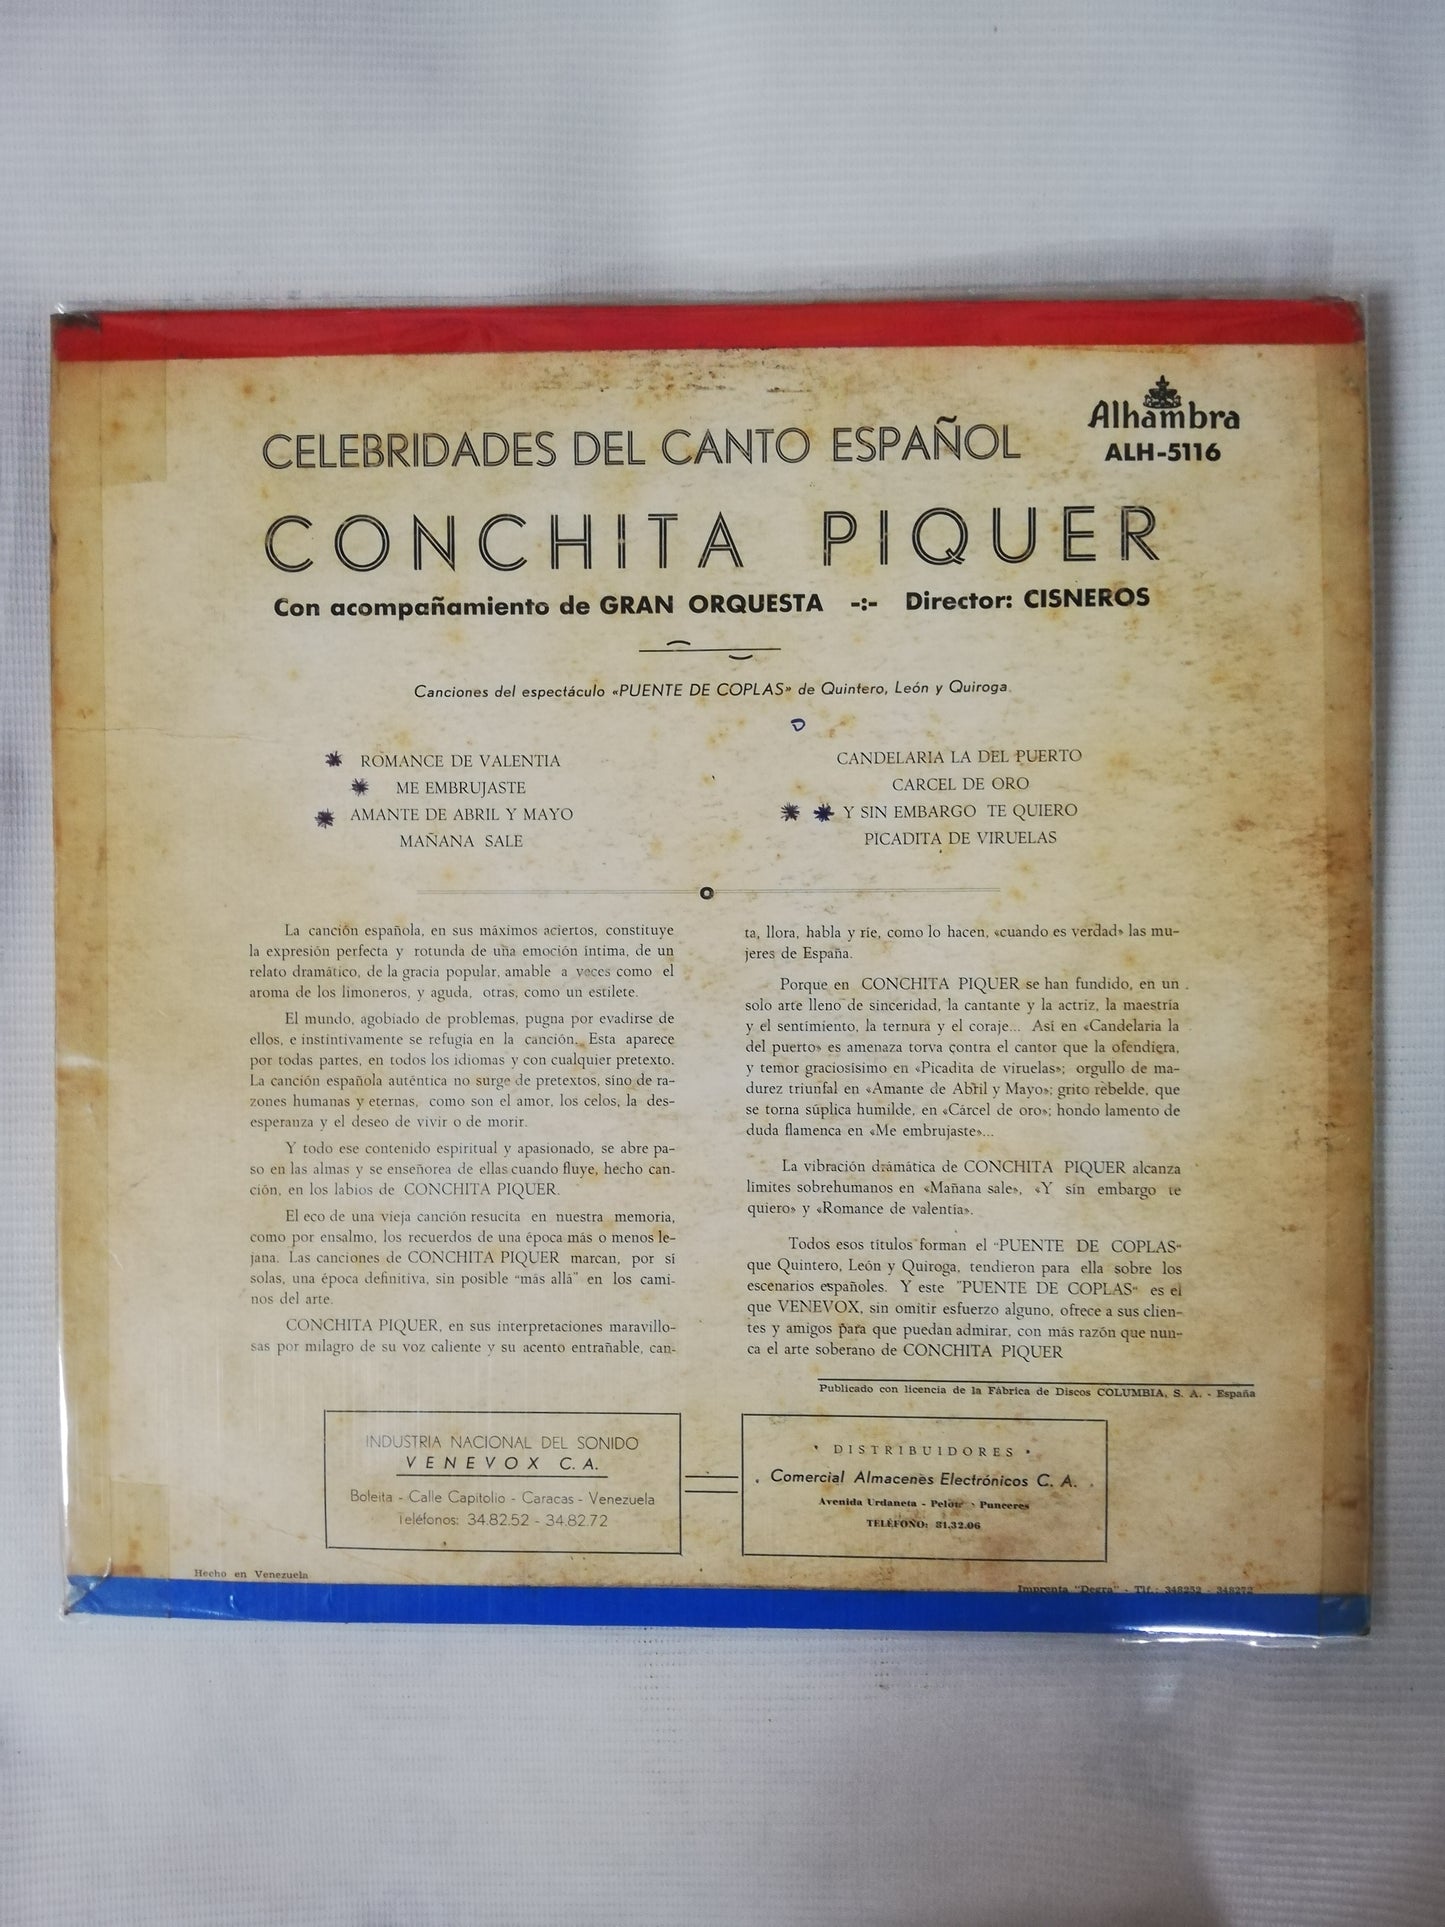 Alhambra
ALH-5116
CELEBRIDADES DEL CANTO ESPAÑOL
CONCHITA PIQUER
Con acompañamiento de GRAN ORQUESTA -:- Director: CISNEROS
Canciones del espectáculo «PUENTE DE COPLAS» de Quintero, León y Quiroga.
D
ROMANCE DE VALENTIA
ME EMBRUJASTE
AMANTE DE ABRIL Y MAYO
MAÑANA SALE
CANDELARIA LA DEL PUERTO
CARCEL DE ORO
Y SIN EMBARGO TE QUIERO
PICADITA DE VIRUELAS
La canción española, en sus máximos aciertos, constituye
la expresión perfecta y rotunda de una emoción íntima, de un
relato dramático, de la gracia popular, amable a veces como el
aroma de los limoneros, y aguda, otras, como un estilete.
El mundo, agobiado de problemas, pugna por evadirse de
ellos, e instintivamente se refugia en la canción. Esta aparece
por todas partes, en todos los idiomas y con cualquier pretexto.
La canción española auténtica no surge de pretextos, sino de ra-
zones humanas y eternas, como son el amor, los celos, la des-
esperanza y el deseo de vivir o de morir.
Y todo ese contenido espiritual y apasionado, se abre pa-
so en las almas y se enseñorea de ellas cuando fluye, hecho can-
ción, en los labios de CONCHITA PIQUER.
El eco de una vieja canción resucita en nuestra memoria,
como por ensalmo, los recuerdos de una época más o menos le-
jana. Las canciones de CONCHITA PIQUER marcan, por sí
solas, una época definitiva, sin posible "más allá" en los cami-
nos del arte.
CONCHITA PIQUER, en sus interpretaciones maravillo-
sas por milagro de su voz caliente y su acento entrañable, can-
ta, llora, habla y ríe, como lo hacen, «cuando es verdad» las mu-
jeres de España.
Porque en CONCHITA PIQUER se han fundido, en un
solo arte lleno de sinceridad, la cantante y la actriz, la maestría
y el sentimiento, la ternura y el coraje... Así en «Candelaria la
del puerto» es amenaza torva contra el cantor que la ofendiera,
y temor graciosísimo en «Picadita de viruelas»; orgullo de ma-
durez triunfal en «Amante de Abril y Mayo»; grito rebelde, que
se torna súplica humilde, en «Cárcel de oro»; hondo lamento de
duda flamenca en «Me embrujaste»...
La vibración dramática de CONCHITA PIQUER alcanza
limites sobrehumanos en «Mañana sale», «Y sin embargo te
quiero» y «Romance de valentía».
Todos esos títulos forman el "PUENTE DE COPLAS"
que Quintero, León y Quiroga, tendieron para ella sobre los
escenarios españoles. Y este "PUENTE DE COPLAS" es el
que VENEVOX, sin omitir esfuerzo alguno, ofrece a sus clien-
tes y amigos para que puedan admirar, con más razón que nun-
ca el arte soberano de CONCHITA PIQUER
Publicado con licencia de la Fábrica de Discos COLUMBIA, S. A. - España
INDUSTRIA NACIONAL DEL SONIDO
VENEVOX C.A.
Boleita - Calle Capitolio - Caracas - Venezuela
Teléfonos: 34.82.52 - 34.82.72
DISTRIBUIDORES
Comercial Almacenes Electrónicos C. A.
Avenida Urdaneta - Pelota - Punceres
TELEFONO: 81.32.06
Hecho en Venezuela
Imprenta "Degra" - Tlf.: 348252 - 348272